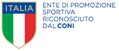 ITALIA
ENTE DI PROMOZIONE
SPORTIVA
RICONOSCIUTO
DAL CONI